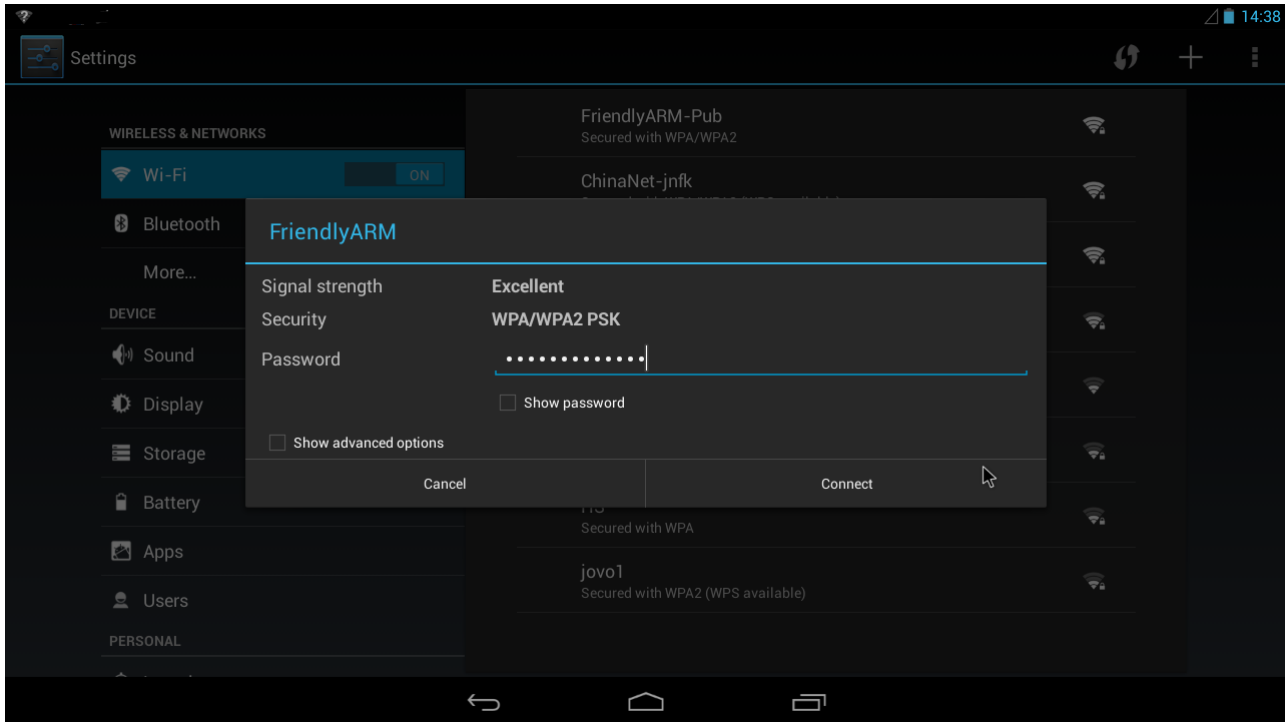 14:38
Settings
WIRELESS & NETWORKS
Wi-Fi ON
Bluetooth
More...
DEVICE
Sound
Display
Storage
Battery
Apps
Users
PERSONAL
FriendlyARM-Pub
Secured with WPA/WPA2
ChinaNet-jnfk
FriendlyARM
Signal strength Excellent
Security WPA/WPA2 PSK
Password •••••••••••••
Show password
Show advanced options
Cancel Connect
Secured with WPA
jovo1
Secured with WPA2 (WPS available)